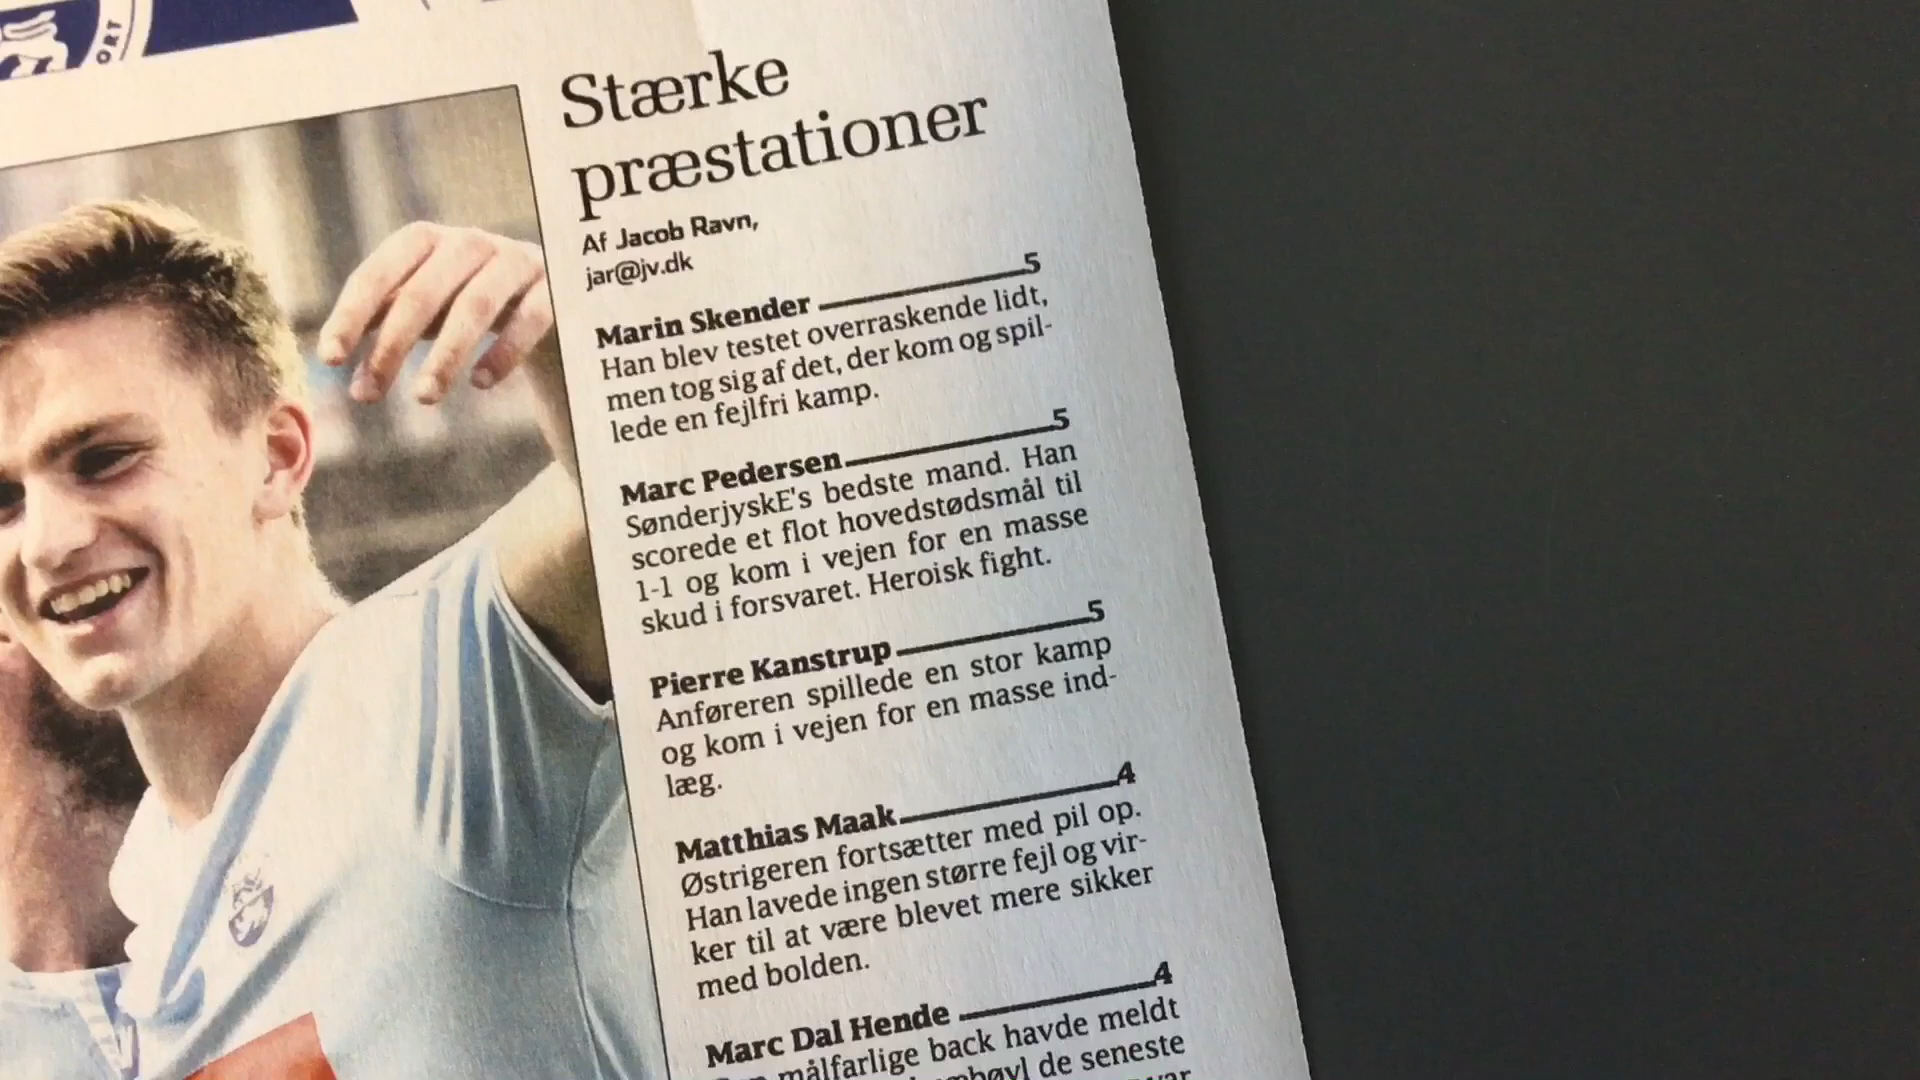 ORT
Stærke
præstationer
Af Jacob Ravn,
jar@jv.dk
Marin Skender 5
Han blev testet overraskende lidt,
men tog sig af det, der kom og spil-
lede en fejlfri kamp.
Marc Pedersen 5
SønderjyskE's bedste mand. Han
scorede et flot hovedstødsmål til
1-1 og kom i vejen for en masse
skud i forsvaret. Heroisk fight.
Pierre Kanstrup 5
Anføreren spillede en stor kamp
og kom i vejen for en masse ind-
læg.
Matthias Maak 4
Østrigeren fortsætter med pil op.
Han lavede ingen større fejl og vir-
ker til at være blevet mere sikker
med bolden.
Marc Dal Hende 4
målfarlige back havde meldt
de seneste